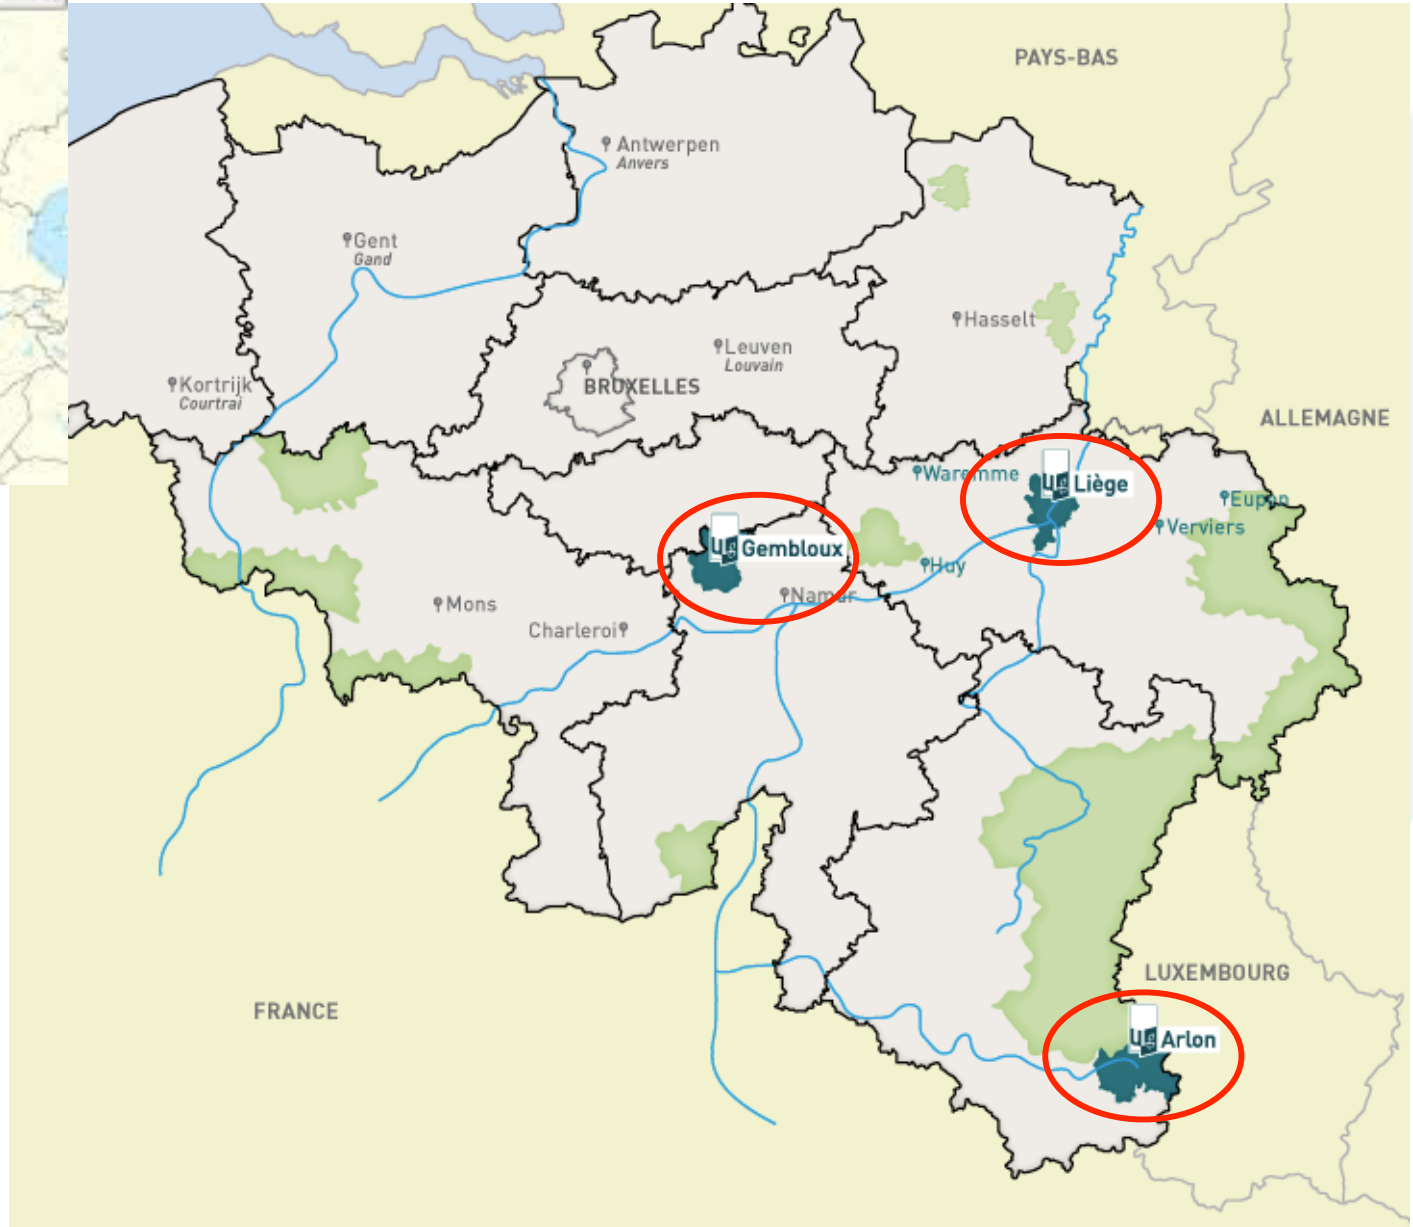 PAYS-BAS
Antwerpen
Anvers
Gent
Gand
Hasselt
Leuven
Louvain
BRUXELLES
Kortrijk
Courtrai
ALLEMAGNE
Waremme
Liège
Eupen
Verviers
Gembloux
Huy
Namur
Mons
Charleroi
LUXEMBOURG
FRANCE
Arlon